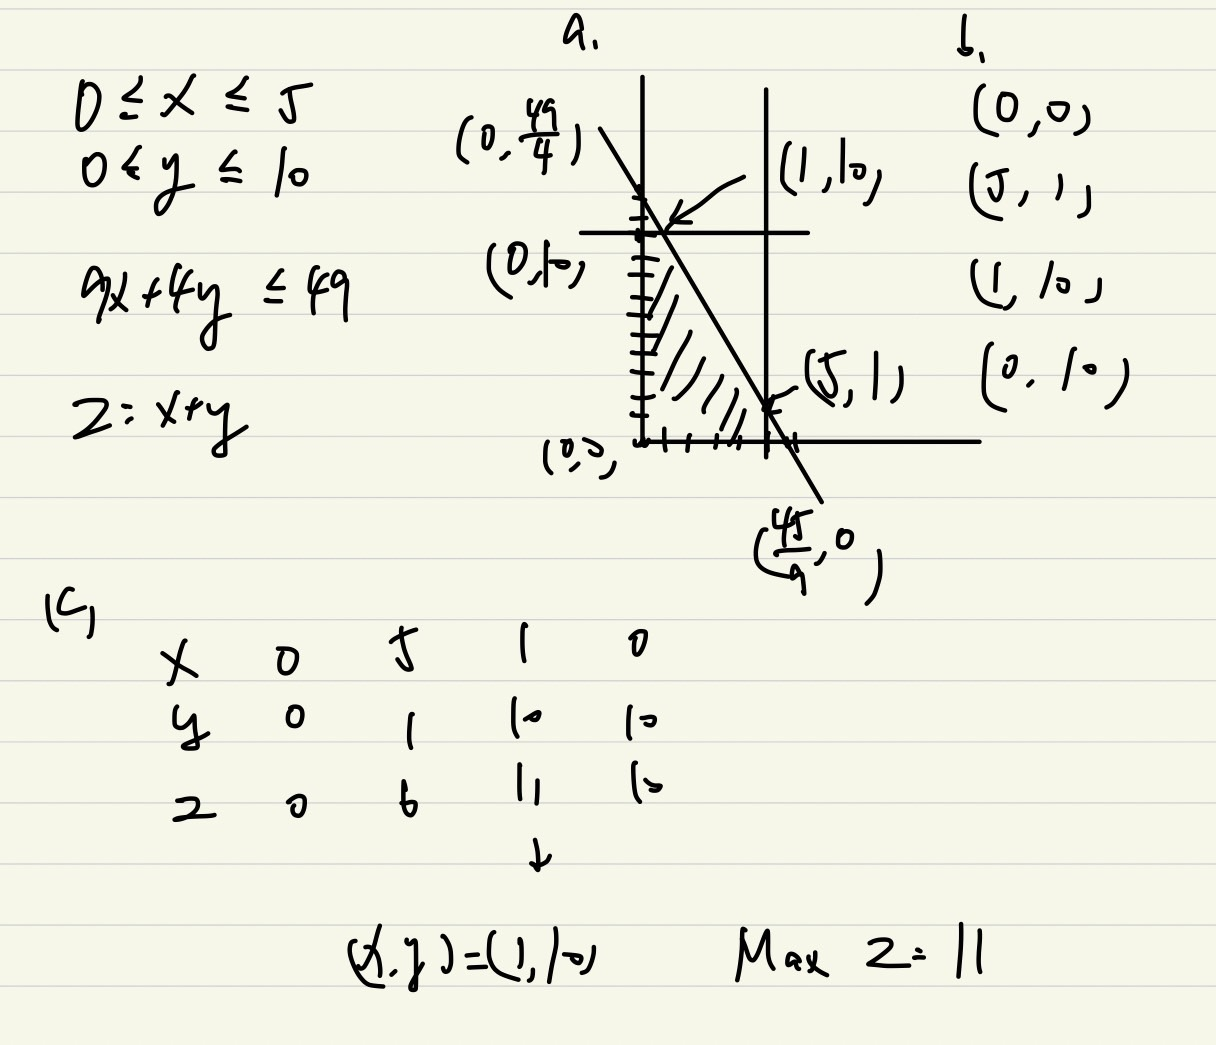 a.
b.
0 ≤ x ≤ 5
0 ≤ y ≤ 10
9x + 4y ≤ 49
Z = x + y
(0, 49/4)
(1, 10)
(0, 10)
(5, 1)
(0, 0)
(45/9, 0)
(0, 0)
(5, 1)
(1, 10)
(0, 10)
(C)
x 0 5 1 0
y 0 1 10 10
z 0 6 11 10
↓
(x, y) = (1, 10) Max Z = 11